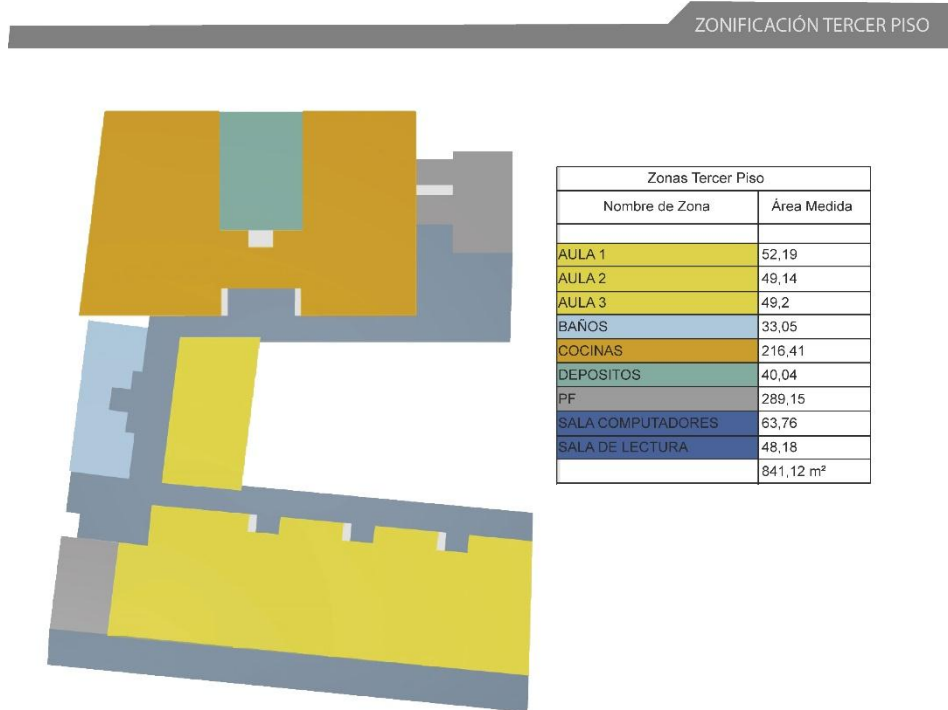 ZONIFICACIÓN TERCER PISO
Zonas Tercer Piso
Nombre de Zona Área Medida
AULA 1 52,19
AULA 2 49,14
AULA 3 49,2
BAÑOS 33,05
COCINAS 216,41
DEPOSITOS 40,04
PF 289,15
SALA COMPUTADORES 63,76
SALA DE LECTURA 48,18
841,12 m²